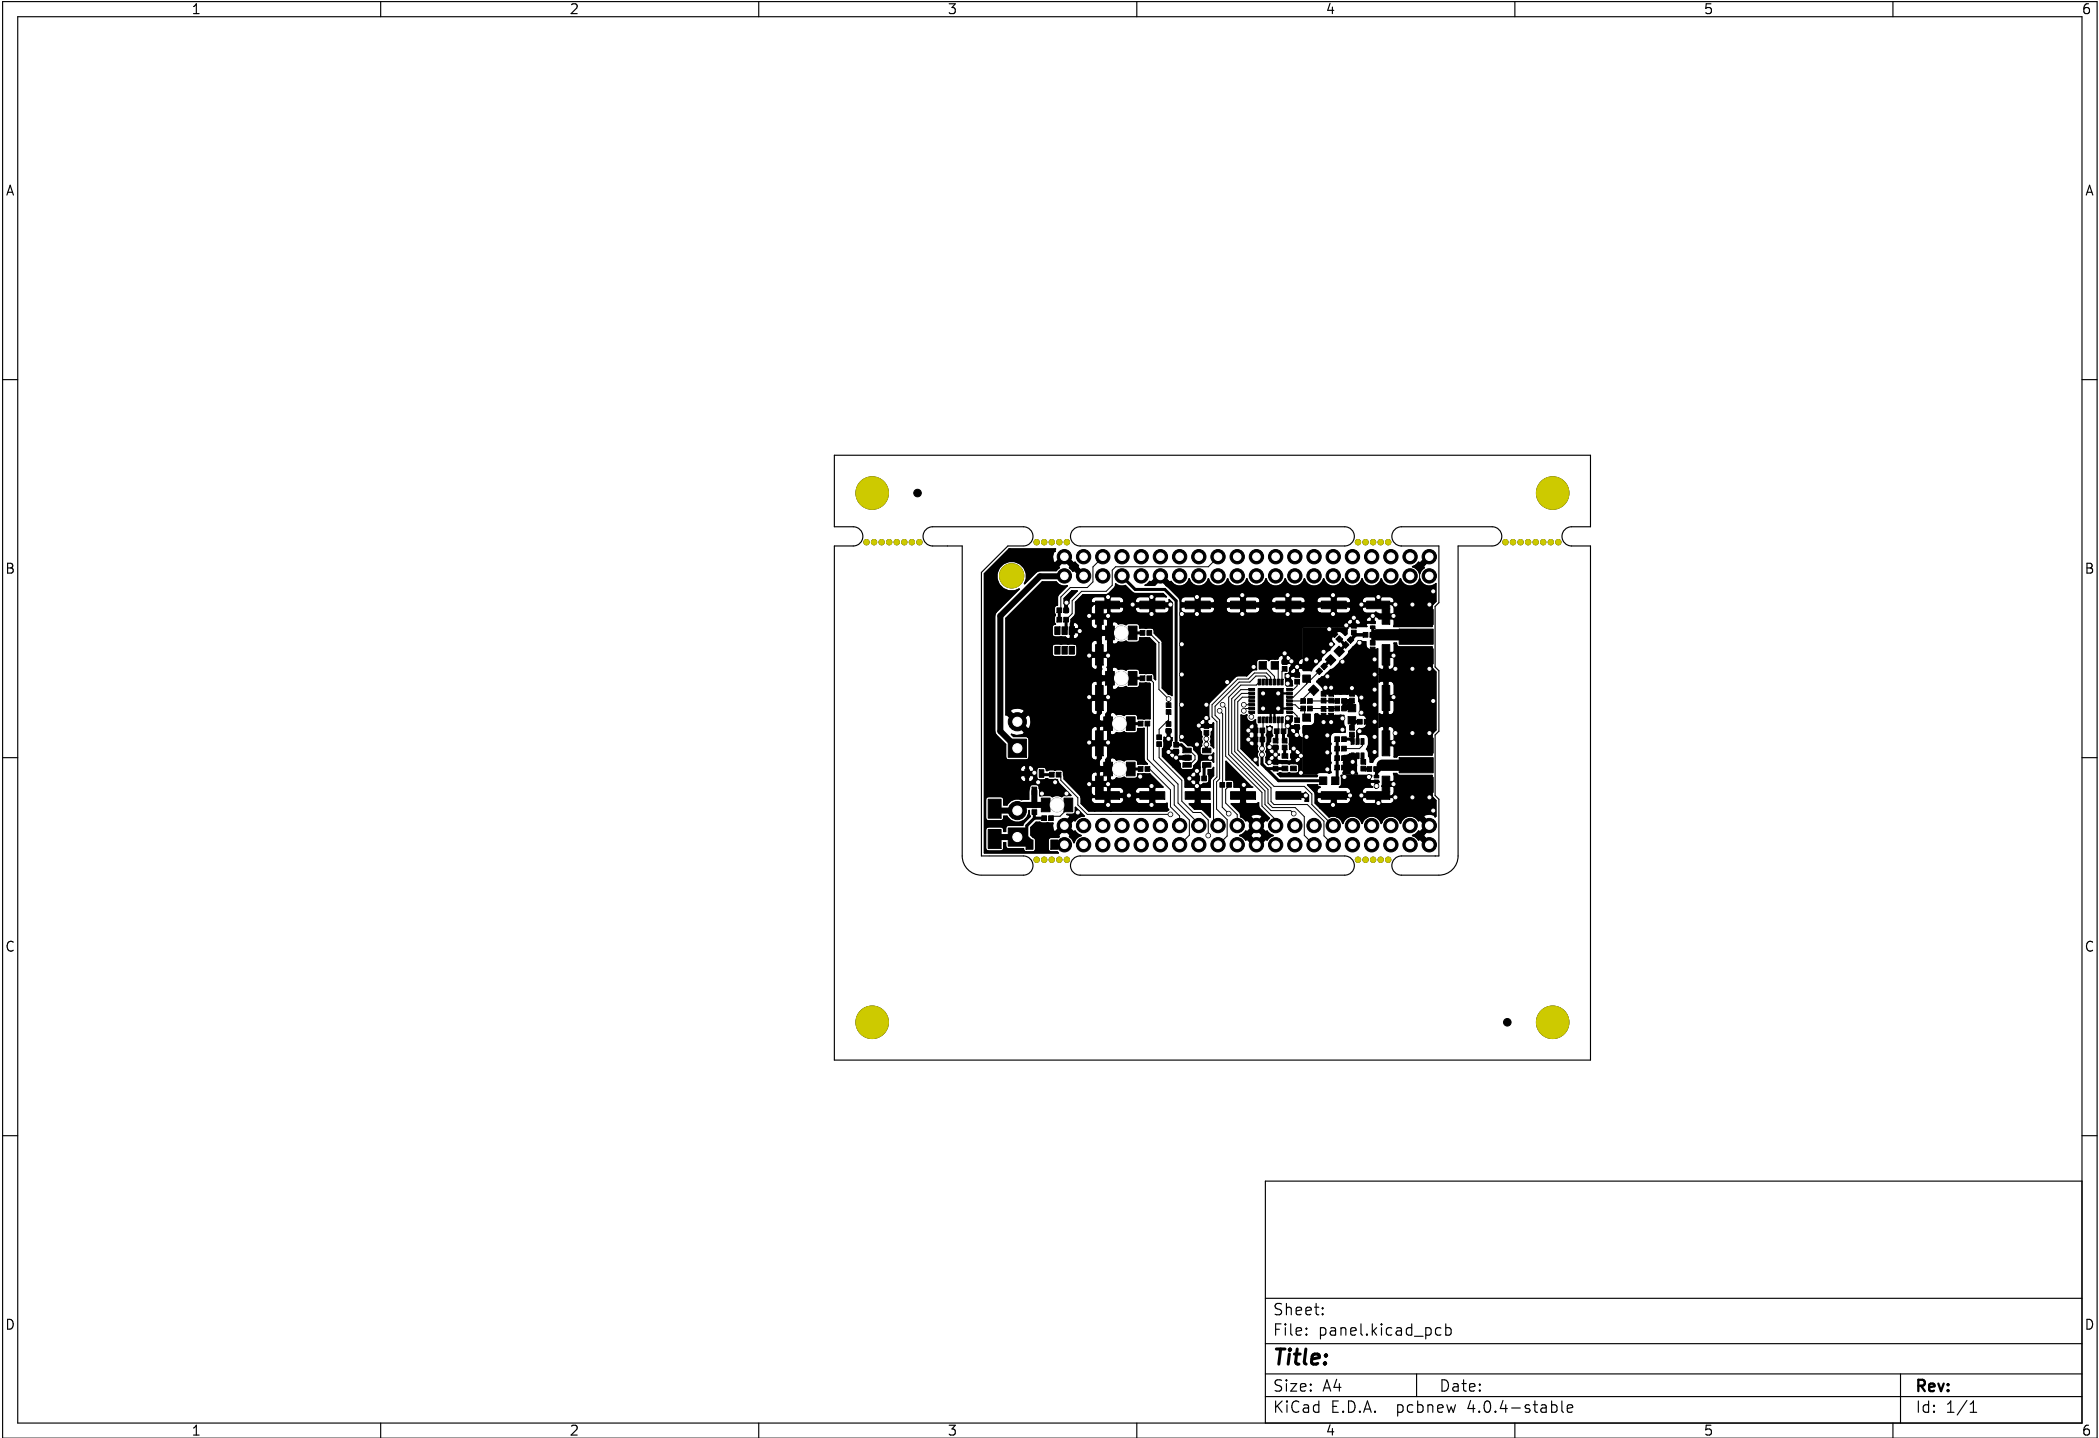 1 2 3 4 5 6
A A
B B
C C
D D
Sheet:
File: panel.kicad_pcb
Title:
Size: A4 Date: Rev:
KiCad E.D.A. pcbnew 4.0.4-stable Id: 1/1
1 2 3 4 5 6